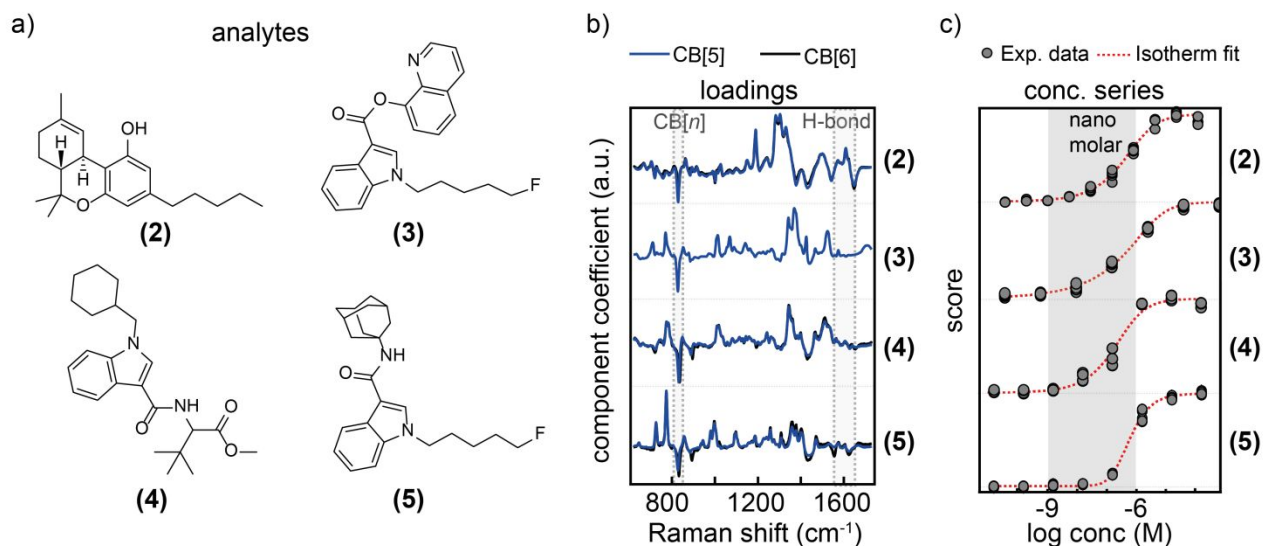 a)
analytes
OH
H
H
O
(2)
N
O
O
N
F
(3)
N
O
NH
O
O
(4)
NH
O
N
F
(5)
b)
CB[5] CB[6]
loadings
CB[n] H-bond
(2)
(3)
(4)
(5)
component coefficient (a.u.)
800 1200 1600
Raman shift (cm-1)
c)
Exp. data Isotherm fit
conc. series
nano
molar
(2)
(3)
(4)
(5)
score
-9 -6
log conc (M)